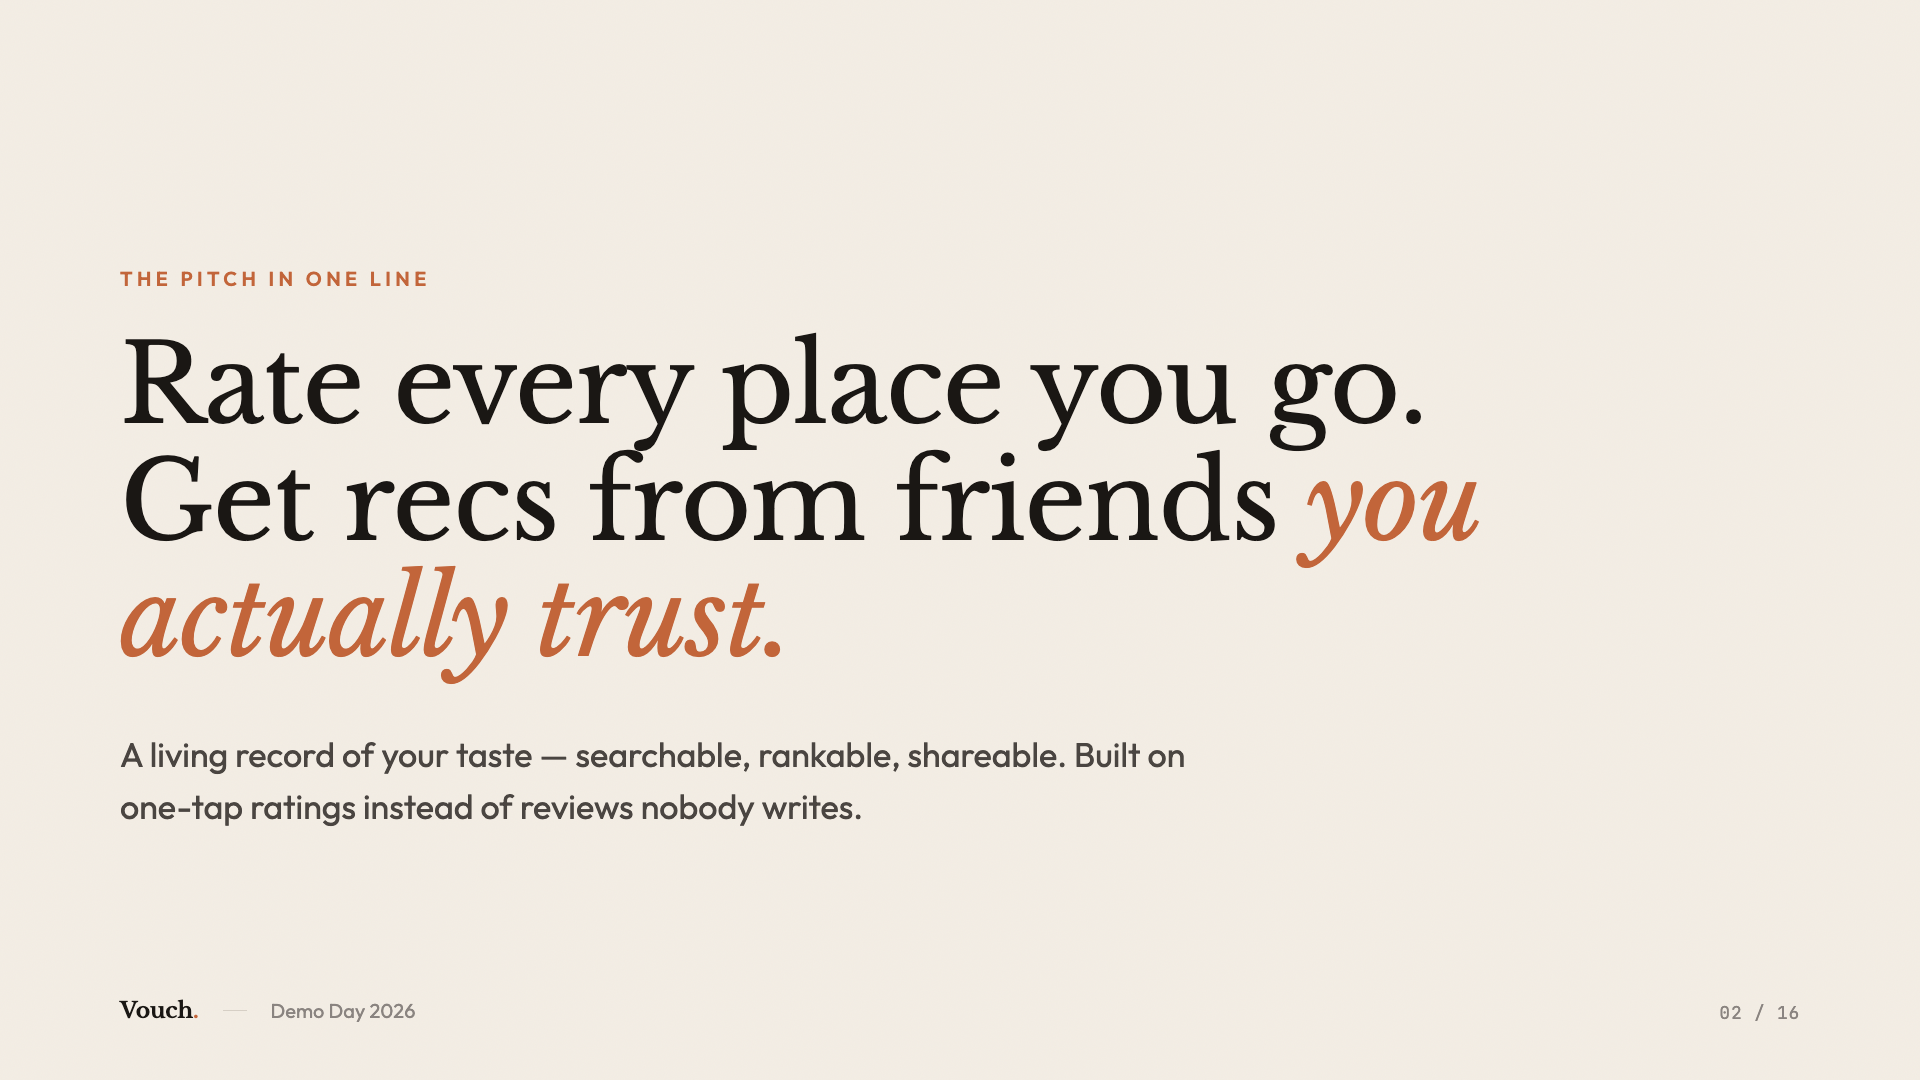 THE PITCH IN ONE LINE
Rate every place you go.
Get recs from friends you
actually trust.
A living record of your taste — searchable, rankable, shareable. Built on
one-tap ratings instead of reviews nobody writes.
Vouch. — Demo Day 2026
02 / 16